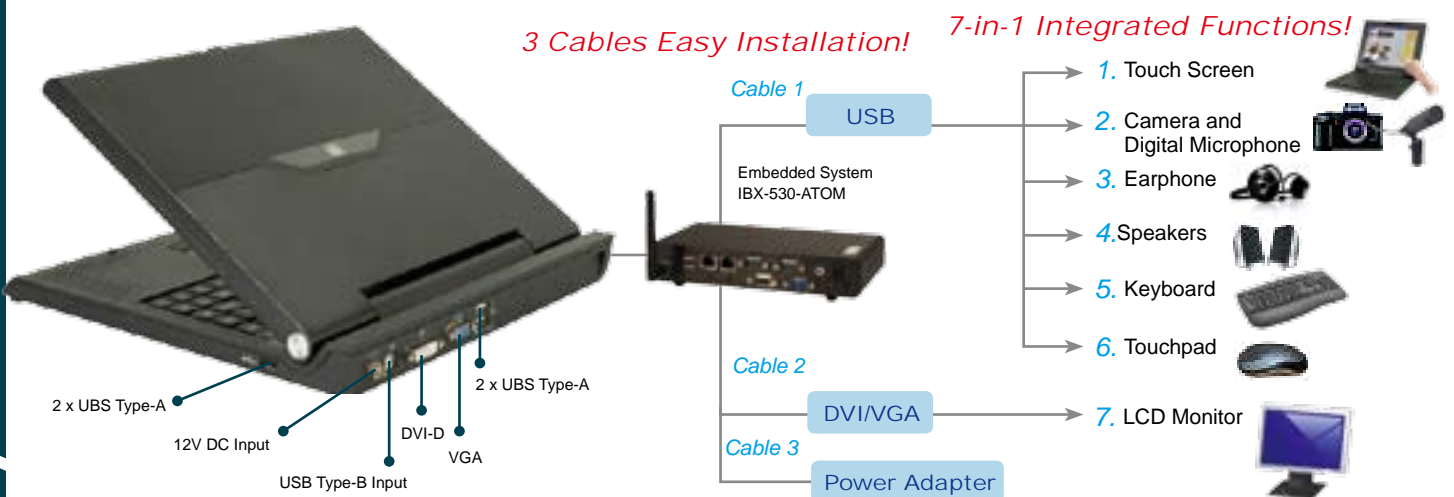 3 Cables Easy Installation!
7-in-1 Integrated Functions!
Cable 1
USB
Embedded System
IBX-530-ATOM
1. Touch Screen
2. Camera and
Digital Microphone
3. Earphone
4.Speakers
5. Keyboard
6. Touchpad
Cable 2
DVI/VGA
7. LCD Monitor
Cable 3
Power Adapter
2 x UBS Type-A
12V DC Input
USB Type-B Input
DVI-D
VGA
2 x UBS Type-A